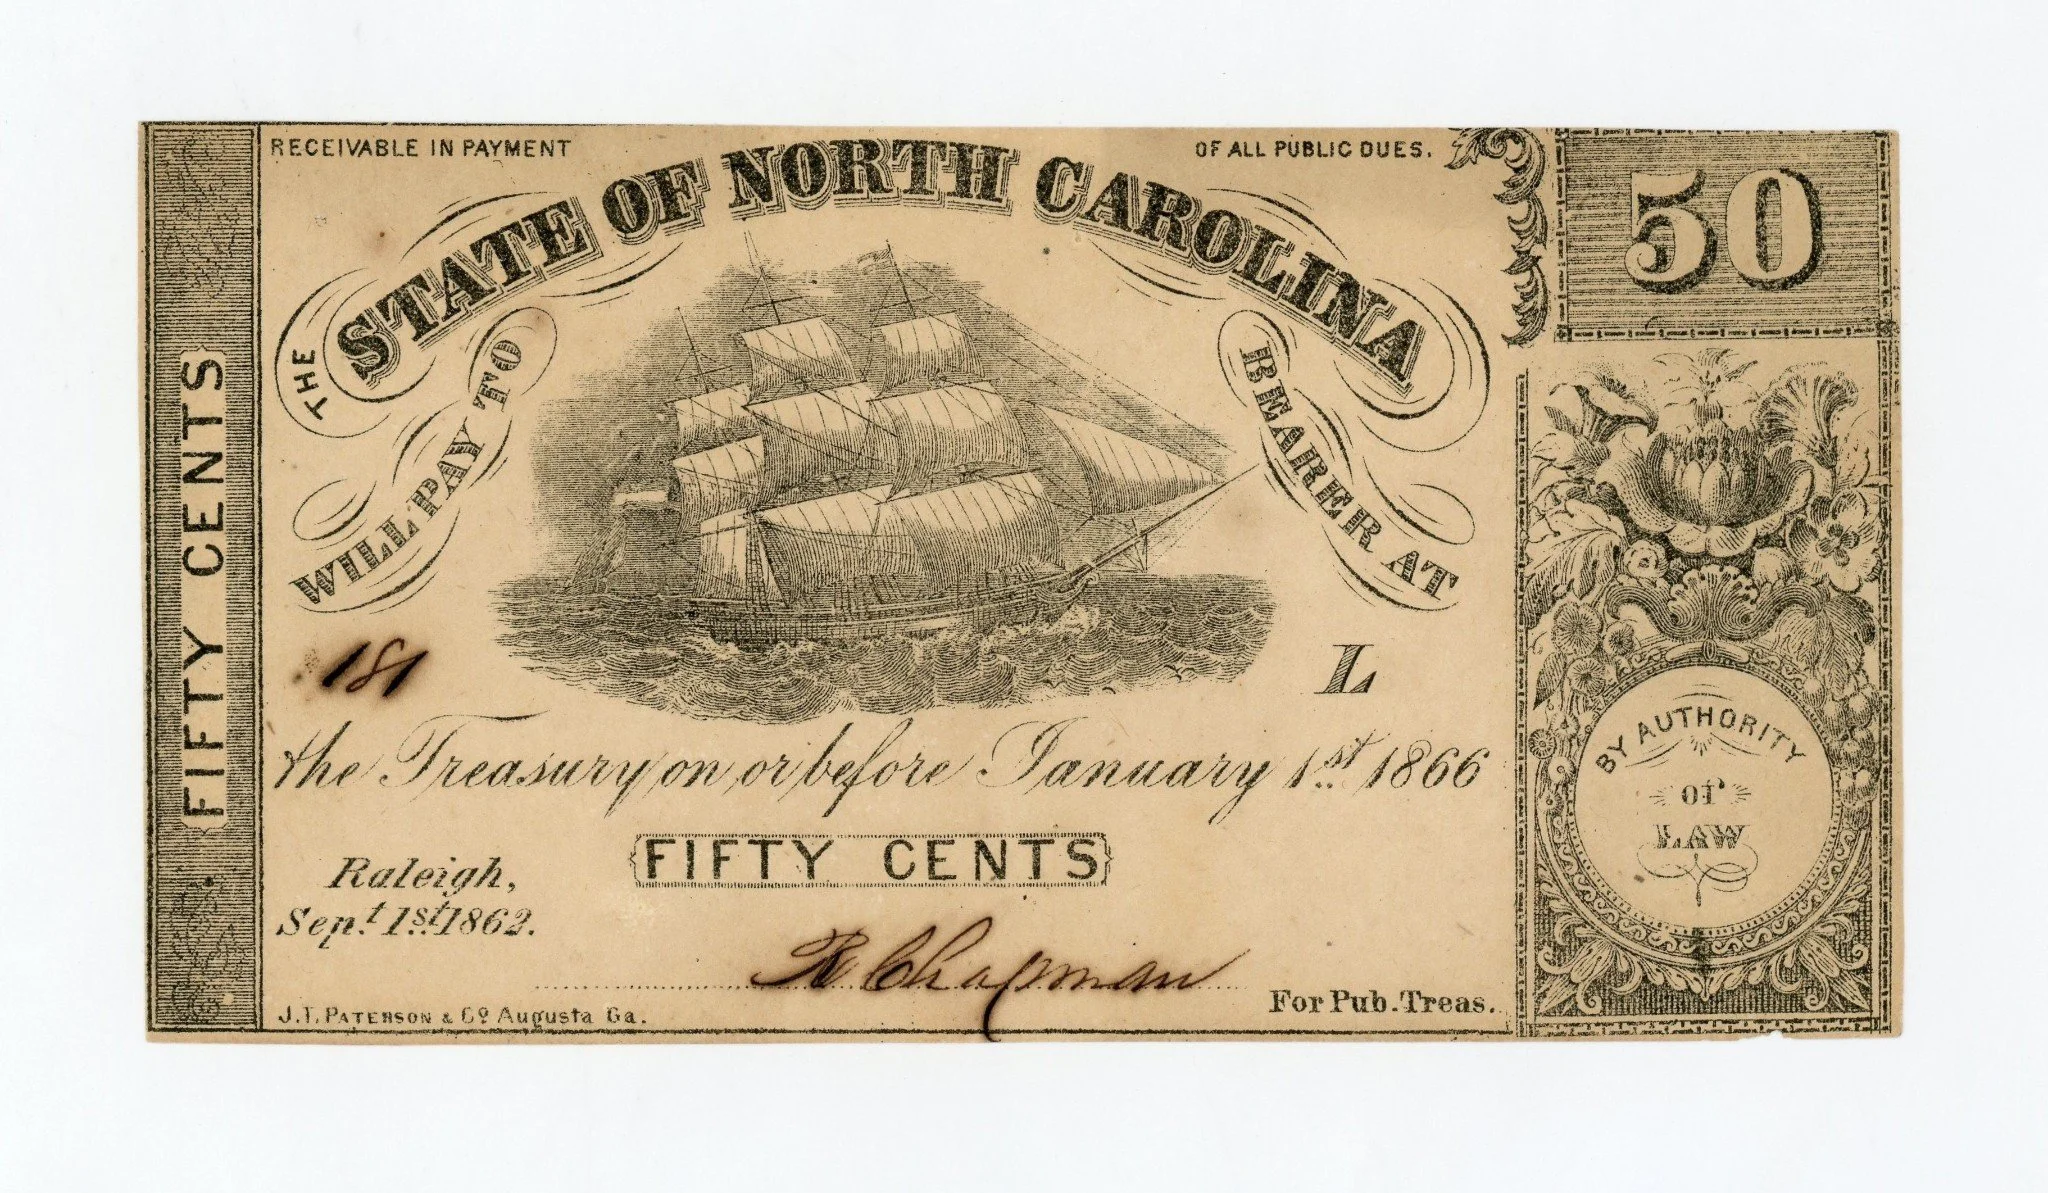 RECEIVABLE IN PAYMENT OF ALL PUBLIC DUES.
THE STATE OF NORTH CAROLINA
50
WILL PAY TO BEARER AT
FIFTY CENTS
181
L
the Treasury on or before January 1st 1866
BY AUTHORITY
OF
LAW
FIFTY CENTS
Raleigh,
Sept. 1st. 1862.
R Chapman
For Pub. Treas.
J.T. PATERSON & Co Augusta Ga.